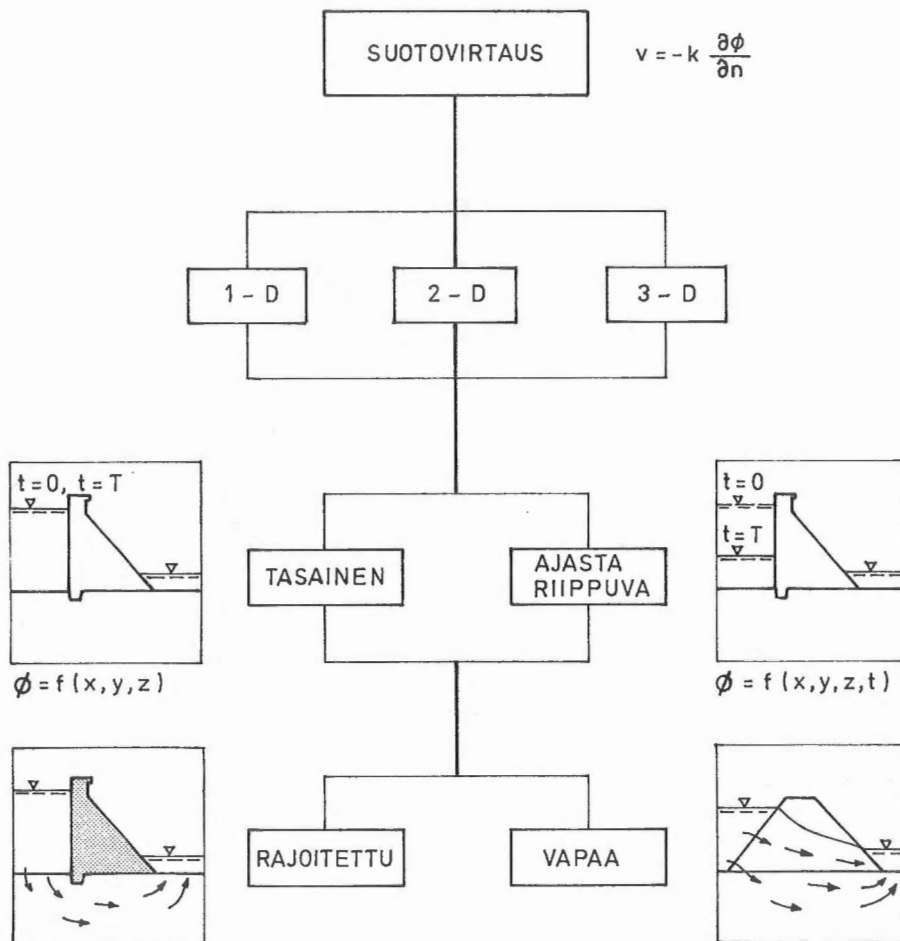 SUOTOVIRTAUS
v = -k ∂ϕ/∂n
1 - D
2 - D
3 - D
t=0, t=T
t=0
t=T
TASAINEN
AJASTA
RIIPPUVA
ϕ = f (x,y,z)
ϕ = f (x,y,z,t)
RAJOITETTU
VAPAA